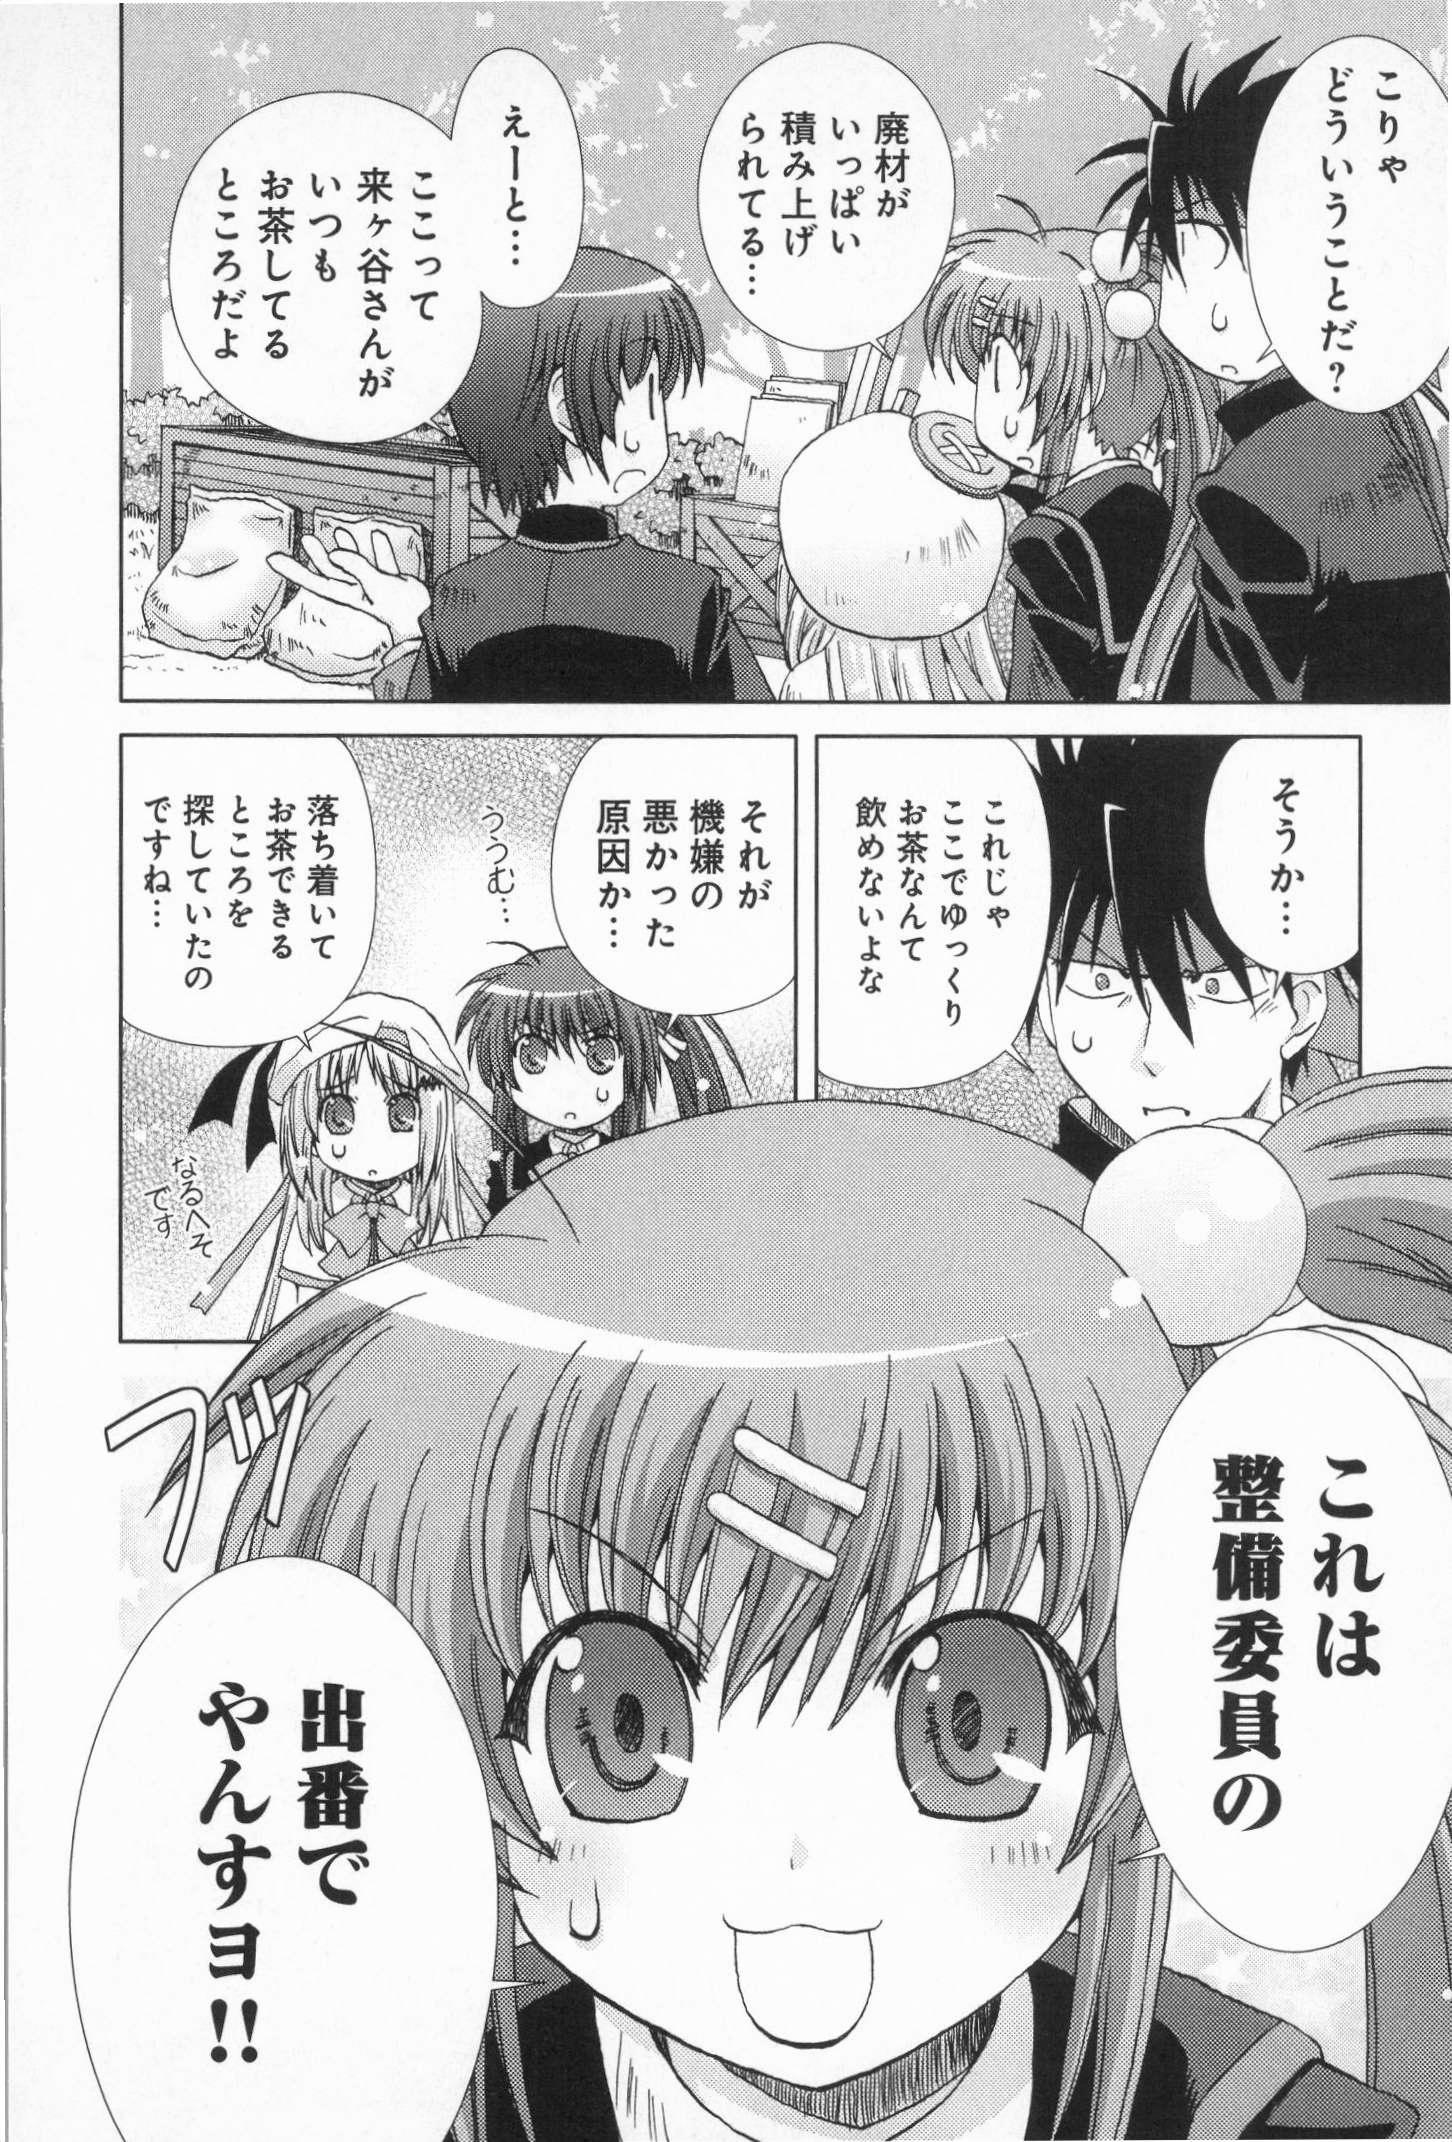 こりゃ
どういうことだ?
廃材が
いっぱい
積み上げ
られてる…
えーと…
ここって
来ヶ谷さんが
いつも
お茶してる
ところだよ
そうか…
これじゃ
ここでゆっくり
お茶なんて
飲めないよな
それが
機嫌の
悪かった
原因か…
ううむ…
落ち着いて
お茶できる
ところを
探していたの
ですね…
なるへそ
です
フッ
これは
整備委員の
出番で
やんすヨ!!